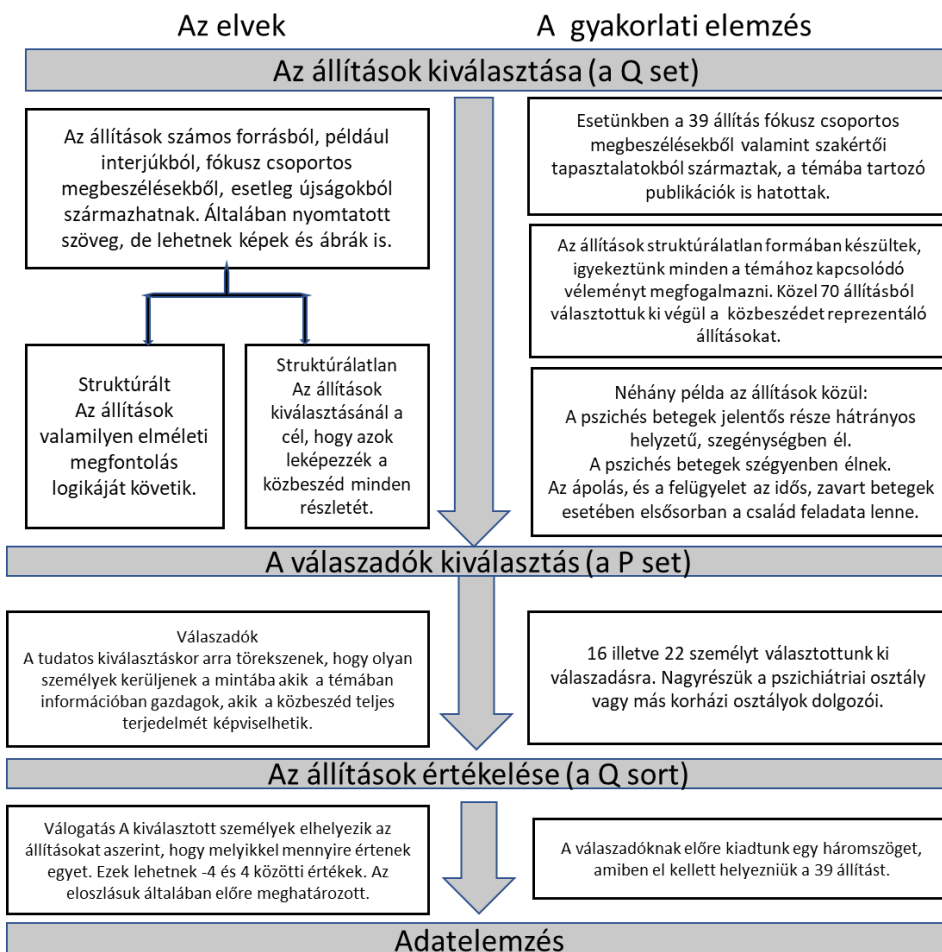 Az elvek
A gyakorlati elemzés
Az állítások kiválasztása (a Q set)
Az állítások számos forrásból, például
interjúkból, fókusz csoportos
megbeszélésekből, esetleg újságokból
származhatnak. Általában nyomtatott
szöveg, de lehetnek képek és ábrák is.
Struktúrált
Az állítások
valamilyen elméleti
megfontolás
logikáját követik.
Struktúrálatlan
Az állítások
kiválasztásánál a
cél, hogy azok
leképezzék a
közbeszéd minden
részletét.
Esetünkben a 39 állítás fókusz csoportos
megbeszélésekből valamint szakértői
tapasztalatokból származtak, a témába tartozó
publikációk is hatottak.
Az állítások struktúrálatlan formában készültek,
igyekeztünk minden a témához kapcsolódó
véleményt megfogalmazni. Közel 70 állításból
választottuk ki végül a közbeszédet reprezentáló
állításokat.
Néhány példa az állítások közül:
A pszichés betegek jelentős része hátrányos
helyzetű, szegénységben él.
A pszichés betegek szégyenben élnek.
Az ápolás, és a felügyelet az idős, zavart betegek
esetében elsősorban a család feladata lenne.
A válaszadók kiválasztás (a P set)
Válaszadók
A tudatos kiválasztáskor arra törekszenek, hogy olyan
személyek kerüljenek a mintába akik a témában
információban gazdagok, akik a közbeszéd teljes
terjedelmét képviselhetik.
16 illetve 22 személyt választottunk ki
válaszadásra. Nagyrészük a pszichiátriai osztály
vagy más korházi osztályok dolgozói.
Az állítások értékelése (a Q sort)
Válogatás A kiválasztott személyek elhelyezik az
állításokat aszerint, hogy melyikkel mennyire értenek
egyet. Ezek lehetnek -4 és 4 közötti értékek. Az
eloszlásuk általában előre meghatározott.
A válaszadóknak előre kiadtunk egy háromszöget,
amiben el kellett helyezniük a 39 állítást.
Adatelemzés